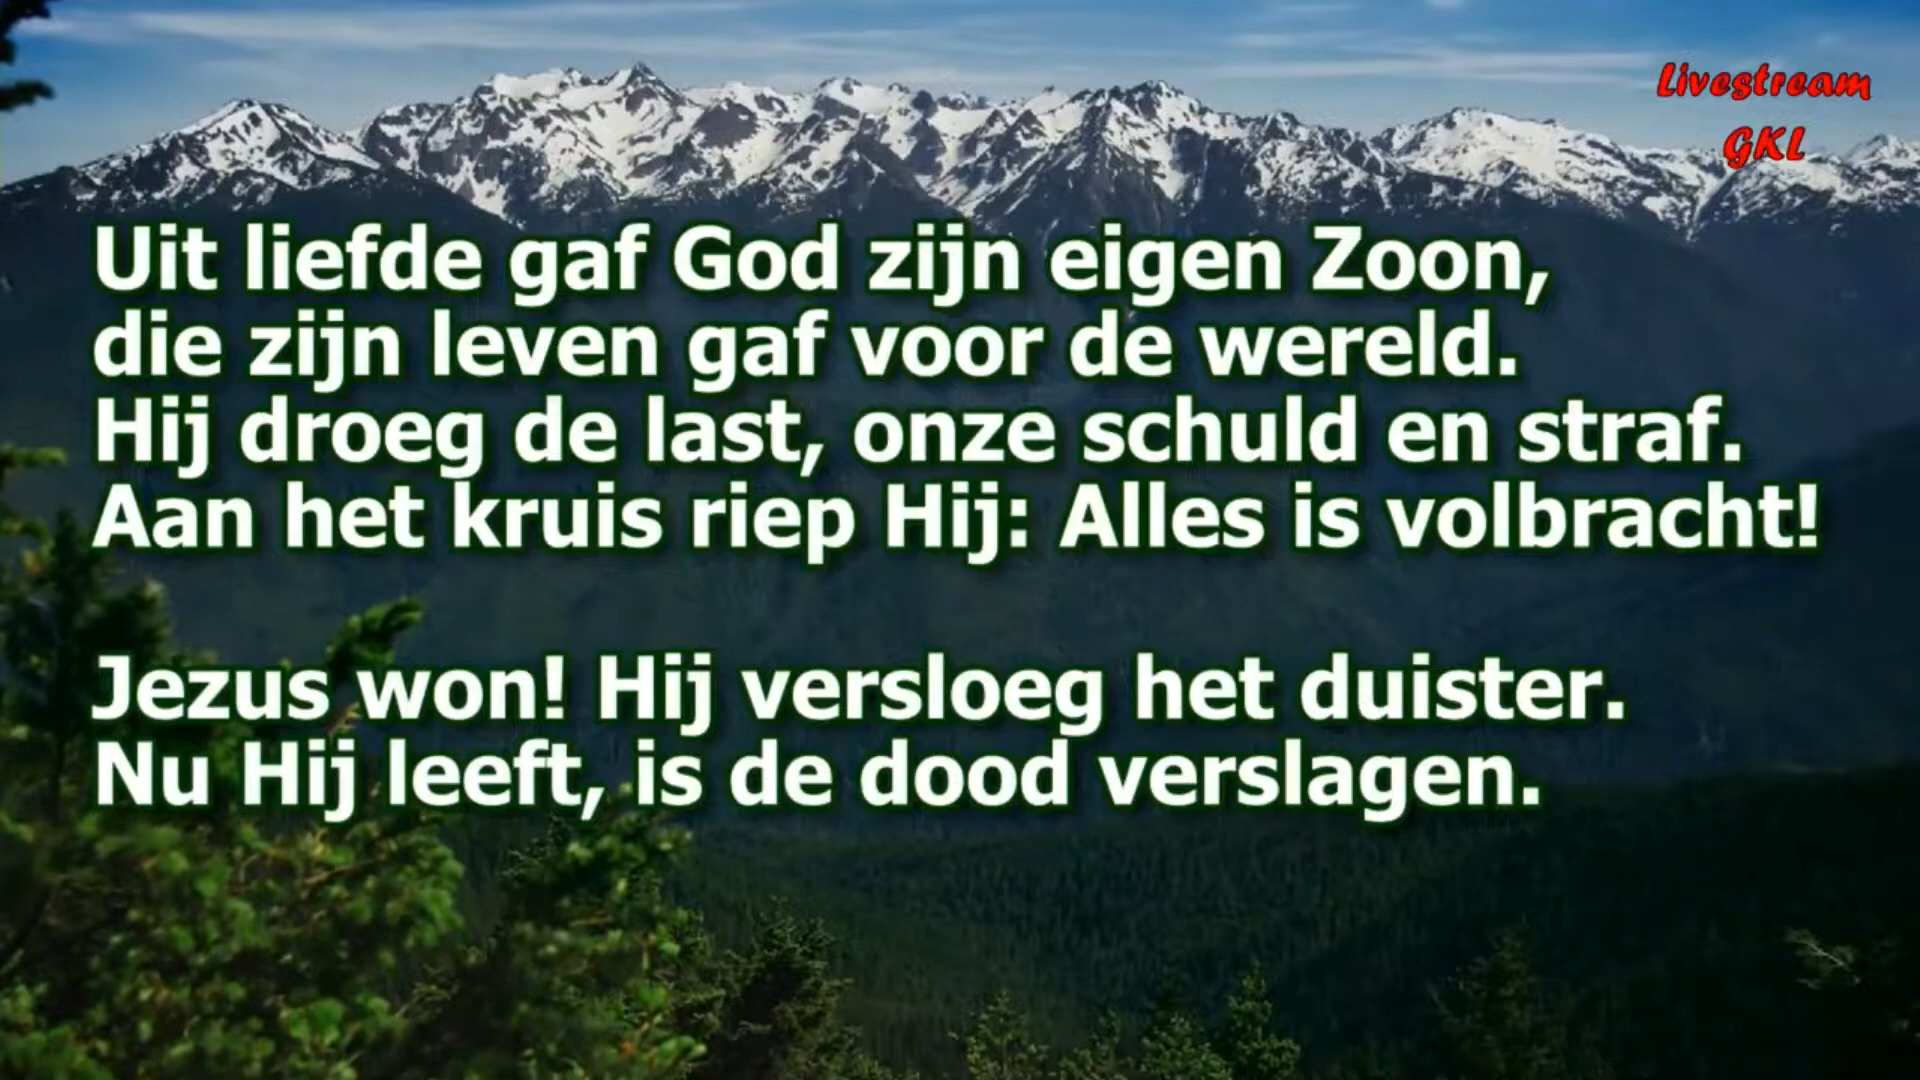 Livestream
GKL
Uit liefde gaf God zijn eigen Zoon,
die zijn leven gaf voor de wereld.
Hij droeg de last, onze schuld en straf.
Aan het kruis riep Hij: Alles is volbracht!
Jezus won! Hij versloeg het duister.
Nu Hij leeft, is de dood verslagen.